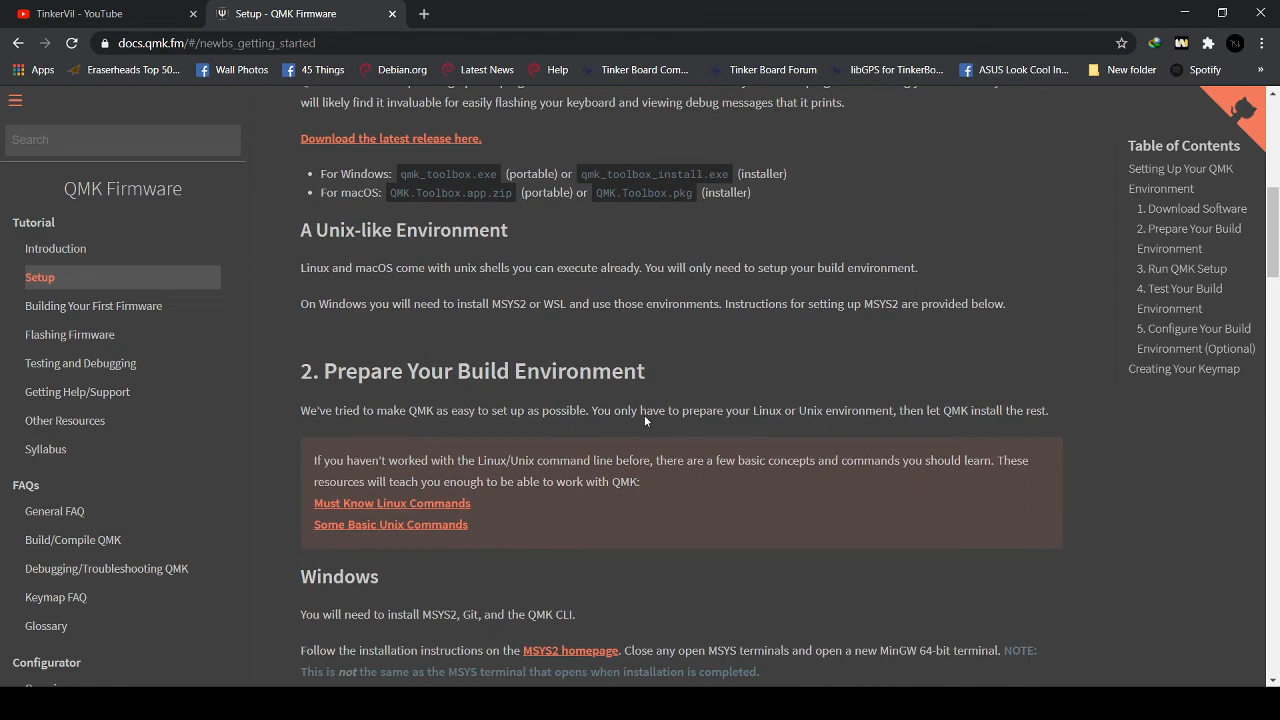 TinkerVil - YouTube
Setup - QMK Firmware
docs.qmk.fm/#/newbs_getting_started
Apps
Eraserheads Top 50...
Wall Photos
45 Things
Debian.org
Latest News
Help
Tinker Board Com...
Tinker Board Forum
libGPS for TinkerBo...
ASUS Look Cool In...
New folder
Spotify
»
Search
QMK Firmware
Tutorial
Introduction
Setup
Building Your First Firmware
Flashing Firmware
Testing and Debugging
Getting Help/Support
Other Resources
Syllabus
FAQs
General FAQ
Build/Compile QMK
Debugging/Troubleshooting QMK
Keymap FAQ
Glossary
Configurator
will likely find it invaluable for easily flashing your keyboard and viewing debug messages that it prints.
Download the latest release here.
• For Windows: qmk_toolbox.exe (portable) or qmk_toolbox_install.exe (installer)
• For macOS: QMK.Toolbox.app.zip (portable) or QMK.Toolbox.pkg (installer)
A Unix-like Environment
Linux and macOS come with unix shells you can execute already. You will only need to setup your build environment.
On Windows you will need to install MSYS2 or WSL and use those environments. Instructions for setting up MSYS2 are provided below.
2. Prepare Your Build Environment
We've tried to make QMK as easy to set up as possible. You only have to prepare your Linux or Unix environment, then let QMK install the rest.
If you haven't worked with the Linux/Unix command line before, there are a few basic concepts and commands you should learn. These
resources will teach you enough to be able to work with QMK:
Must Know Linux Commands
Some Basic Unix Commands
Windows
You will need to install MSYS2, Git, and the QMK CLI.
Follow the installation instructions on the MSYS2 homepage. Close any open MSYS terminals and open a new MinGW 64-bit terminal. NOTE:
This is not the same as the MSYS terminal that opens when installation is completed.
Table of Contents
Setting Up Your QMK
Environment
1. Download Software
2. Prepare Your Build
Environment
3. Run QMK Setup
4. Test Your Build
Environment
5. Configure Your Build
Environment (Optional)
Creating Your Keymap